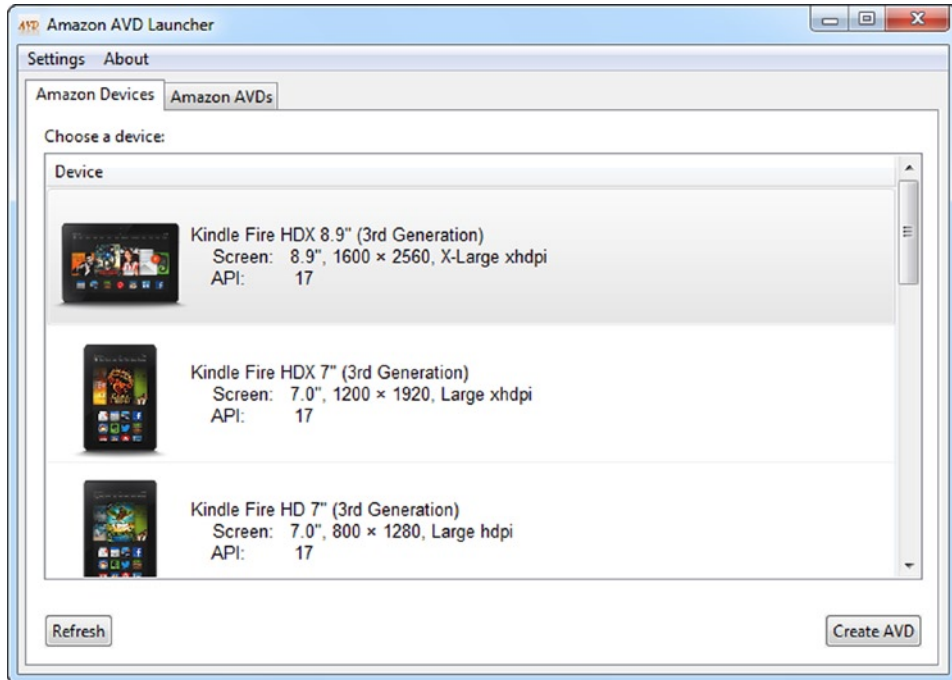 AVD Amazon AVD Launcher
Settings About
Amazon Devices Amazon AVDs
Choose a device:
Device
Kindle Fire HDX 8.9" (3rd Generation)
Screen: 8.9", 1600 × 2560, X-Large xhdpi
API: 17
Kindle Fire HDX 7" (3rd Generation)
Screen: 7.0", 1200 × 1920, Large xhdpi
API: 17
Kindle Fire HD 7" (3rd Generation)
Screen: 7.0", 800 × 1280, Large hdpi
API: 17
Refresh Create AVD